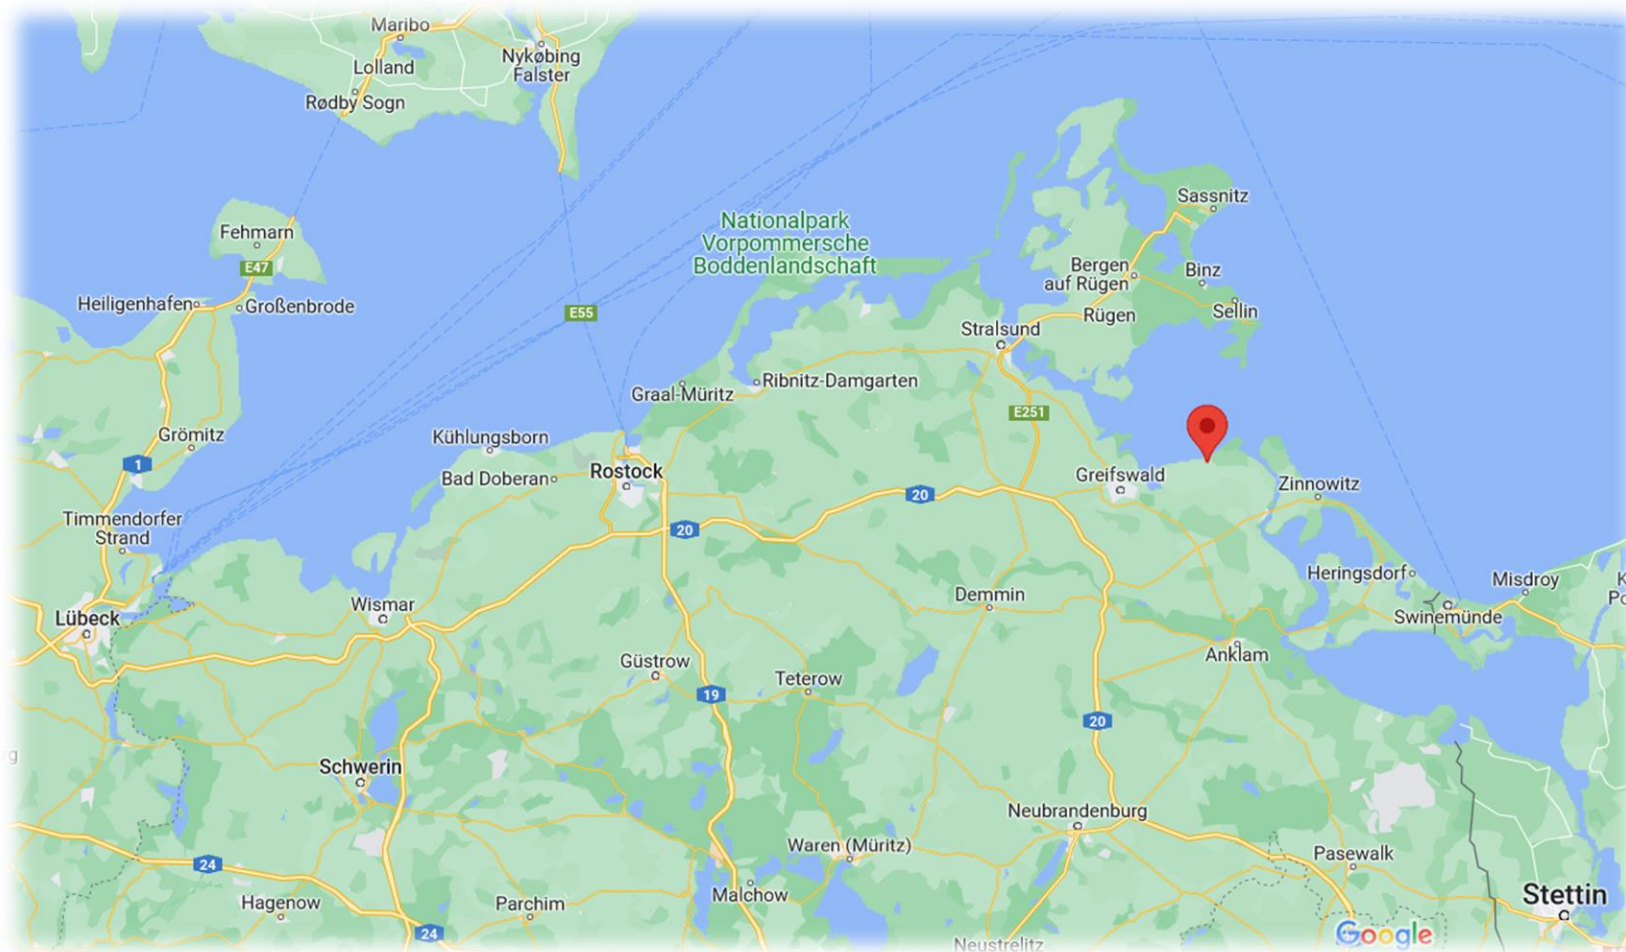 Maribo
Nykøbing
Falster
Lolland
Rødby Sogn
Sassnitz
Nationalpark
Vorpommersche
Boddenlandschaft
Fehmarn
E47
Bergen
auf Rügen
Binz
Heiligenhafen
Großenbrode
E55
Sellin
Rügen
Stralsund
Ribnitz-Damgarten
Graal-Müritz
E251
Grömitz
Kühlungsborn
1
Bad Doberan
Rostock
Greifswald
Zinnowitz
20
20
Timmendorfer
Strand
Heringsdorf
Misdroy
Demmin
Wismar
Lübeck
Swinemünde
Anklam
Güstrow
Teterow
19
20
Schwerin
Neubrandenburg
Waren (Müritz)
Pasewalk
24
Malchow
Stettin
Hagenow
Parchim
24
Google
Neustrelitz